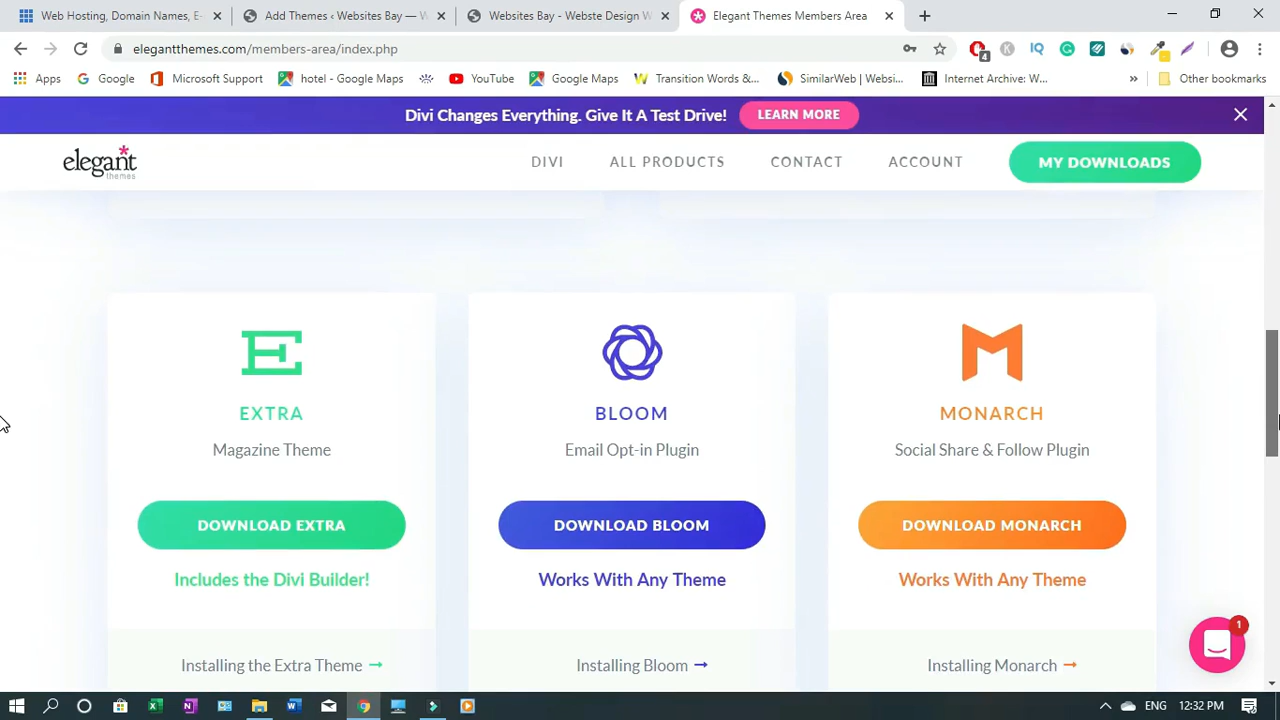 Web Hosting, Domain Names, E-
Add Themes ‹ Websites Bay — W
Websites Bay - Webste Design W
Elegant Themes Members Area
elegantthemes.com/members-area/index.php
4
IQ
Apps
Google
Microsoft Support
hotel - Google Maps
YouTube
Google Maps
Transition Words &...
SimilarWeb | Websi...
Internet Archive: W...
»
Other bookmarks
Divi Changes Everything. Give It A Test Drive!
LEARN MORE
elegant
themes
DIVI
ALL PRODUCTS
CONTACT
ACCOUNT
MY DOWNLOADS
EXTRA
Magazine Theme
DOWNLOAD EXTRA
Includes the Divi Builder!
Installing the Extra Theme →
BLOOM
Email Opt-in Plugin
DOWNLOAD BLOOM
Works With Any Theme
Installing Bloom →
MONARCH
Social Share & Follow Plugin
DOWNLOAD MONARCH
Works With Any Theme
Installing Monarch →
1
ENG
12:32 PM